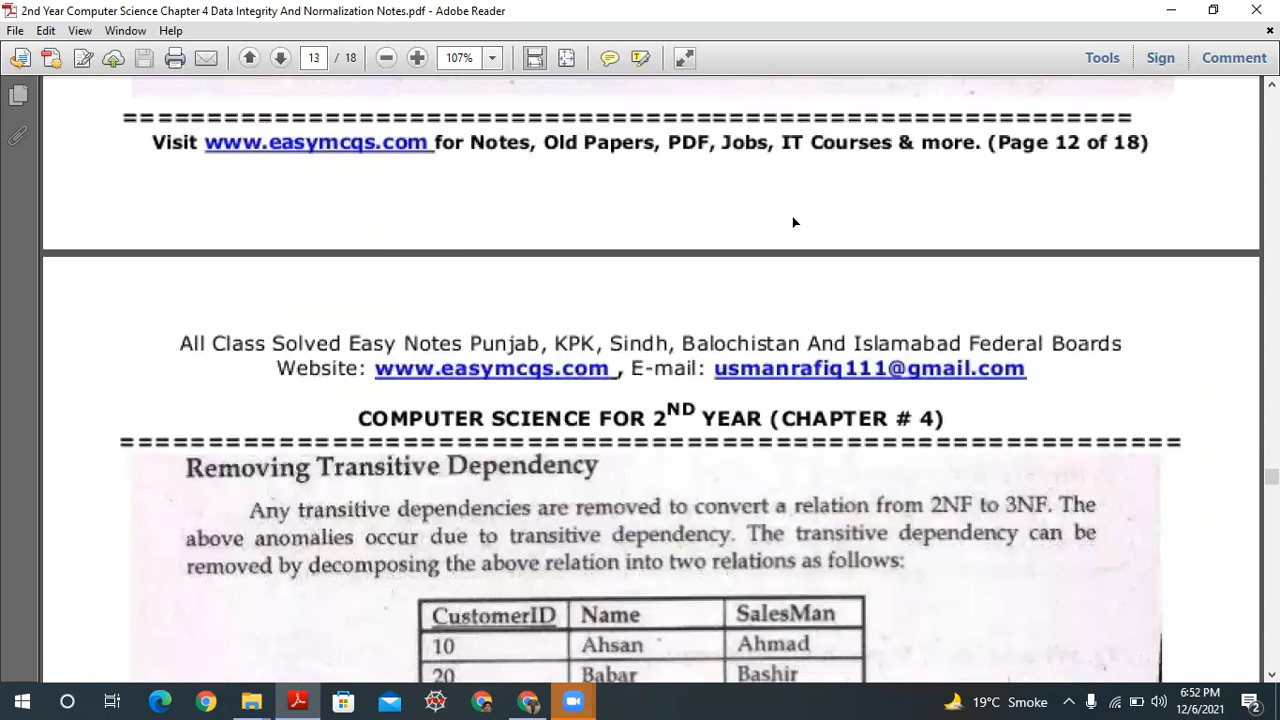 2nd Year Computer Science Chapter 4 Data Integrity And Normalization Notes.pdf - Adobe Reader
File Edit View Window Help
13 / 18 107% Tools Sign Comment
==================================================================
Visit www.easymcqs.com for Notes, Old Papers, PDF, Jobs, IT Courses & more. (Page 12 of 18)
All Class Solved Easy Notes Punjab, KPK, Sindh, Balochistan And Islamabad Federal Boards
Website: www.easymcqs.com , E-mail: usmanrafiq111@gmail.com
COMPUTER SCIENCE FOR 2ND YEAR (CHAPTER # 4)
==================================================================
Removing Transitive Dependency
Any transitive dependencies are removed to convert a relation from 2NF to 3NF. The
above anomalies occur due to transitive dependency. The transitive dependency can be
removed by decomposing the above relation into two relations as follows:
CustomerID Name SalesMan
10 Ahsan Ahmad
20 Babar Bashir
19°C Smoke 6:52 PM
12/6/2021 2